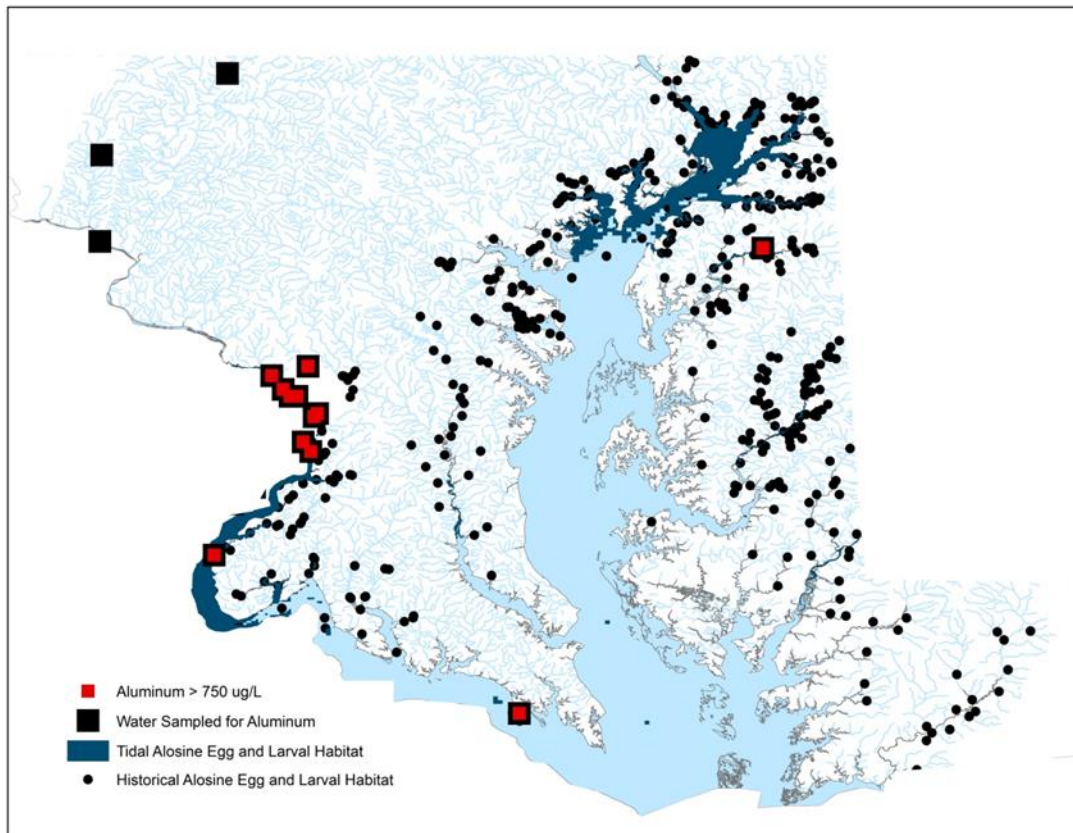 Aluminum > 750 ug/L
Water Sampled for Aluminum
Tidal Alosine Egg and Larval Habitat
Historical Alosine Egg and Larval Habitat